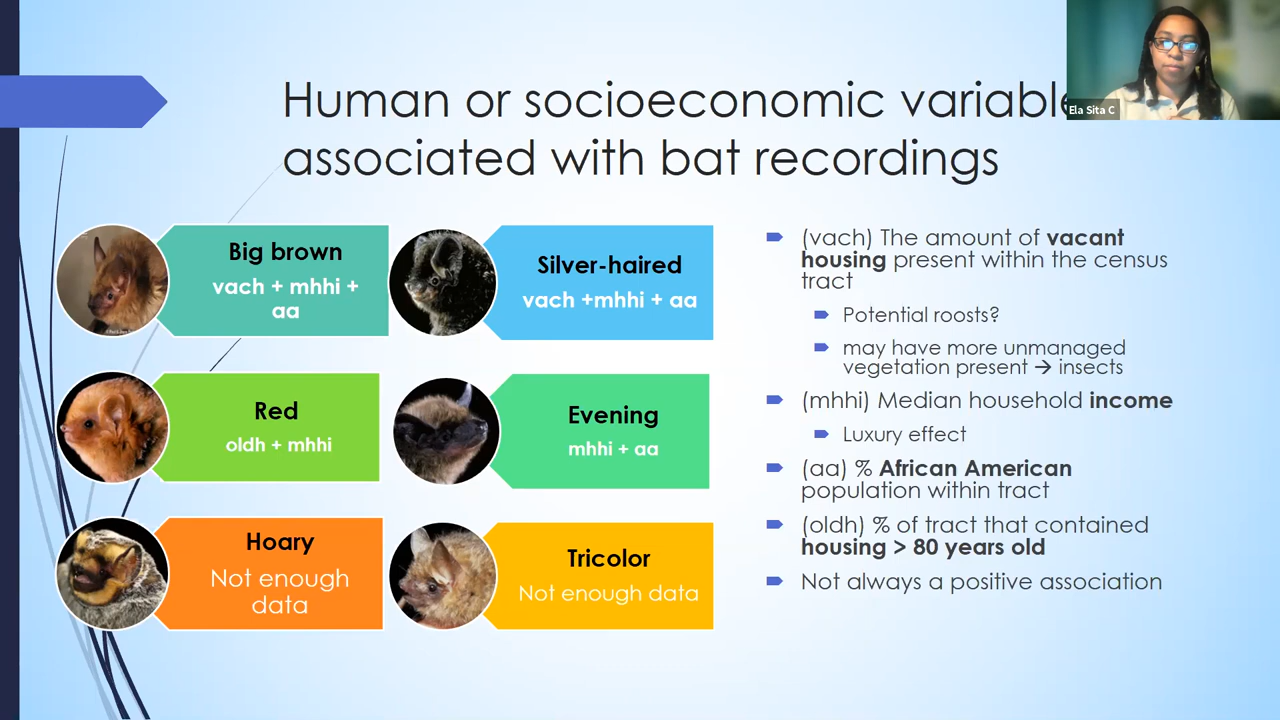 Human or socioeconomic variable
associated with bat recordings
Ela Sita C
Big brown
vach + mhhi +
aa
Silver-haired
vach +mhhi + aa
Red
oldh + mhhi
Evening
mhhi + aa
Hoary
Not enough
data
Tricolor
Not enough data
(vach) The amount of vacant
housing present within the census
tract
Potential roosts?
may have more unmanaged
vegetation present → insects
(mhhi) Median household income
Luxury effect
(aa) % African American
population within tract
(oldh) % of tract that contained
housing > 80 years old
Not always a positive association